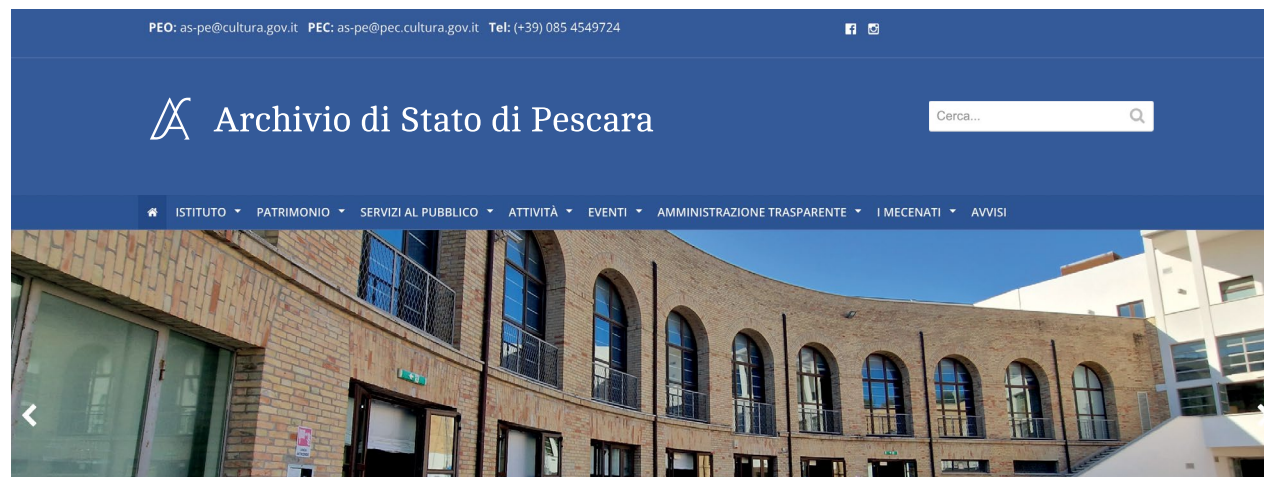 PEO: as-pe@cultura.gov.it PEC: as-pe@pec.cultura.gov.it Tel: (+39) 085 4549724
Archivio di Stato di Pescara
Cerca...
ISTITUTO PATRIMONIO SERVIZI AL PUBBLICO ATTIVITÀ EVENTI AMMINISTRAZIONE TRASPARENTE I MECENATI AVVISI